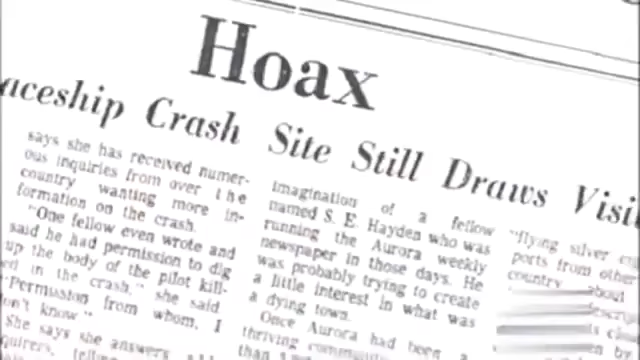 Hoax
aceship Crash Site Still Draws Visi
says she has received numer-
ous inquiries from over the
country wanting more in-
formation on the crash.
"One fellow even wrote and
said he had permission to dig
up the body of the pilot kill-
ed in the crash." she said
"Permission from whom, I
on't know"
She says she answers
quirers,
imagination of a fellow
named S. E. Hayden who was
running the Aurora weekly
newspaper in those days. He
was probably trying to create
a little interest in what was
a dying town.
Once Aurora had been a
thriving
"flying silver
ports from other
country about